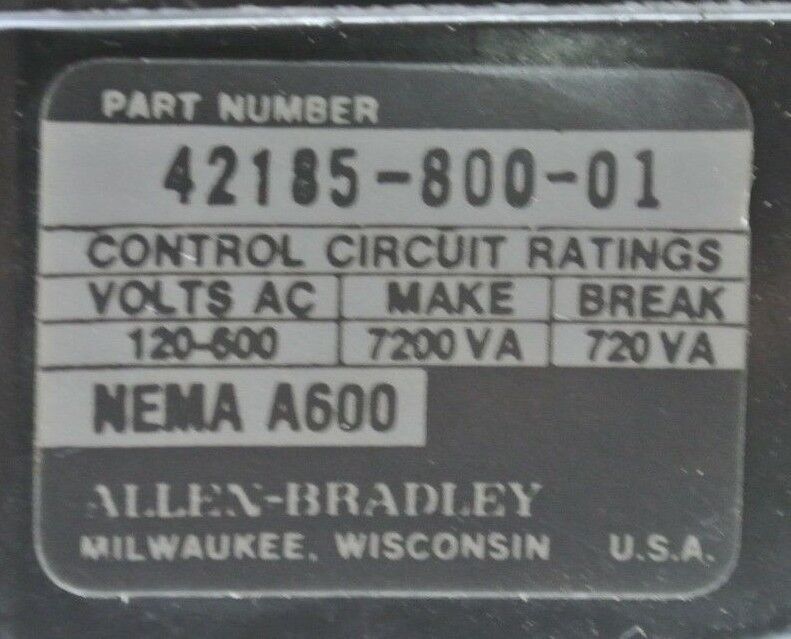 PART NUMBER
42185-800-01
CONTROL CIRCUIT RATINGS
VOLTS AC MAKE BREAK
120-600 7200 VA 720 VA
NEMA A600
ALLEN-BRADLEY
MILWAUKEE, WISCONSIN U.S.A.